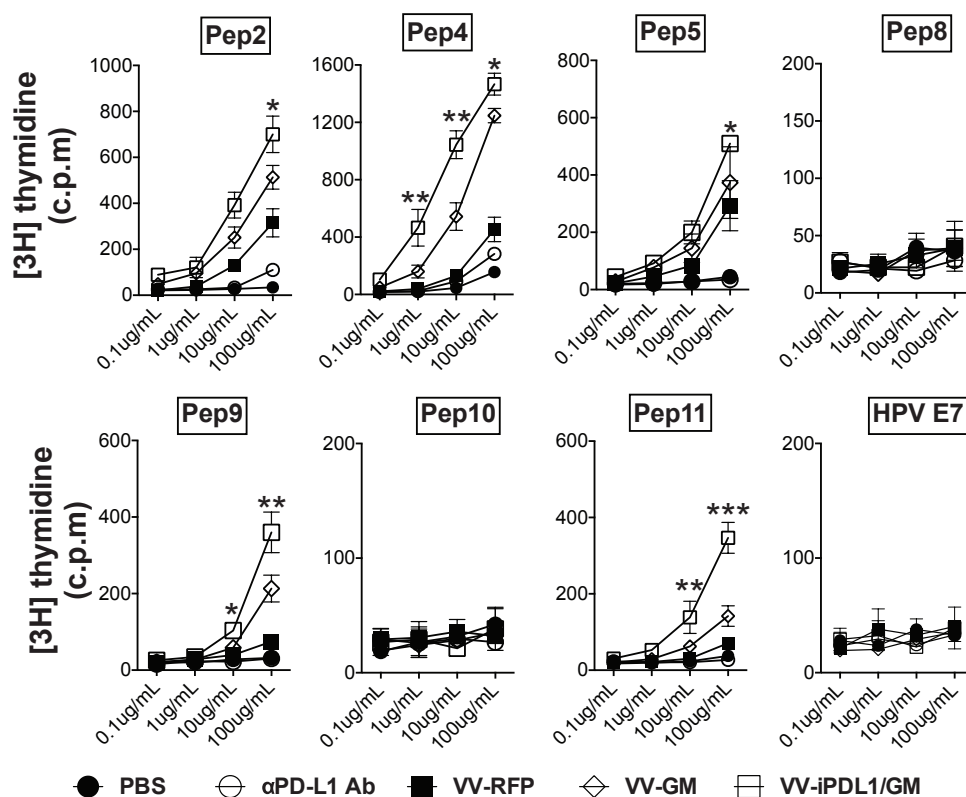 Pep2 Pep4 Pep5 Pep8
[3H] thymidine
(c.p.m)
1000
800
600
400
200
0
*
0.1ug/mL 1ug/mL 10ug/mL 100ug/mL
1600
1200
800
400
0
** ** *
0.1ug/mL 1ug/mL 10ug/mL 100ug/mL
800
600
400
200
0
*
0.1ug/mL 1ug/mL 10ug/mL 100ug/mL
200
150
100
50
0
0.1ug/mL 1ug/mL 10ug/mL 100ug/mL
Pep9 Pep10 Pep11 HPV E7
[3H] thymidine
(c.p.m)
600
400
200
0
* **
0.1ug/mL 1ug/mL 10ug/mL 100ug/mL
200
100
0
0.1ug/mL 1ug/mL 10ug/mL 100ug/mL
600
400
200
0
** ***
0.1ug/mL 1ug/mL 10ug/mL 100ug/mL
200
100
0
0.1ug/mL 1ug/mL 10ug/mL 100ug/mL
PBS αPD-L1 Ab VV-RFP VV-GM VV-iPDL1/GM